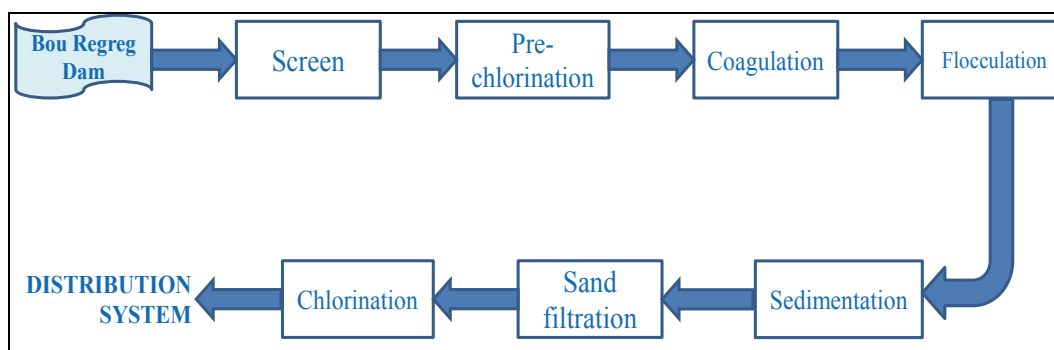 Bou Regreg
Dam
Screen
Pre-
chlorination
Coagulation
Flocculation
Sedimentation
Sand
filtration
Chlorination
DISTRIBUTION
SYSTEM